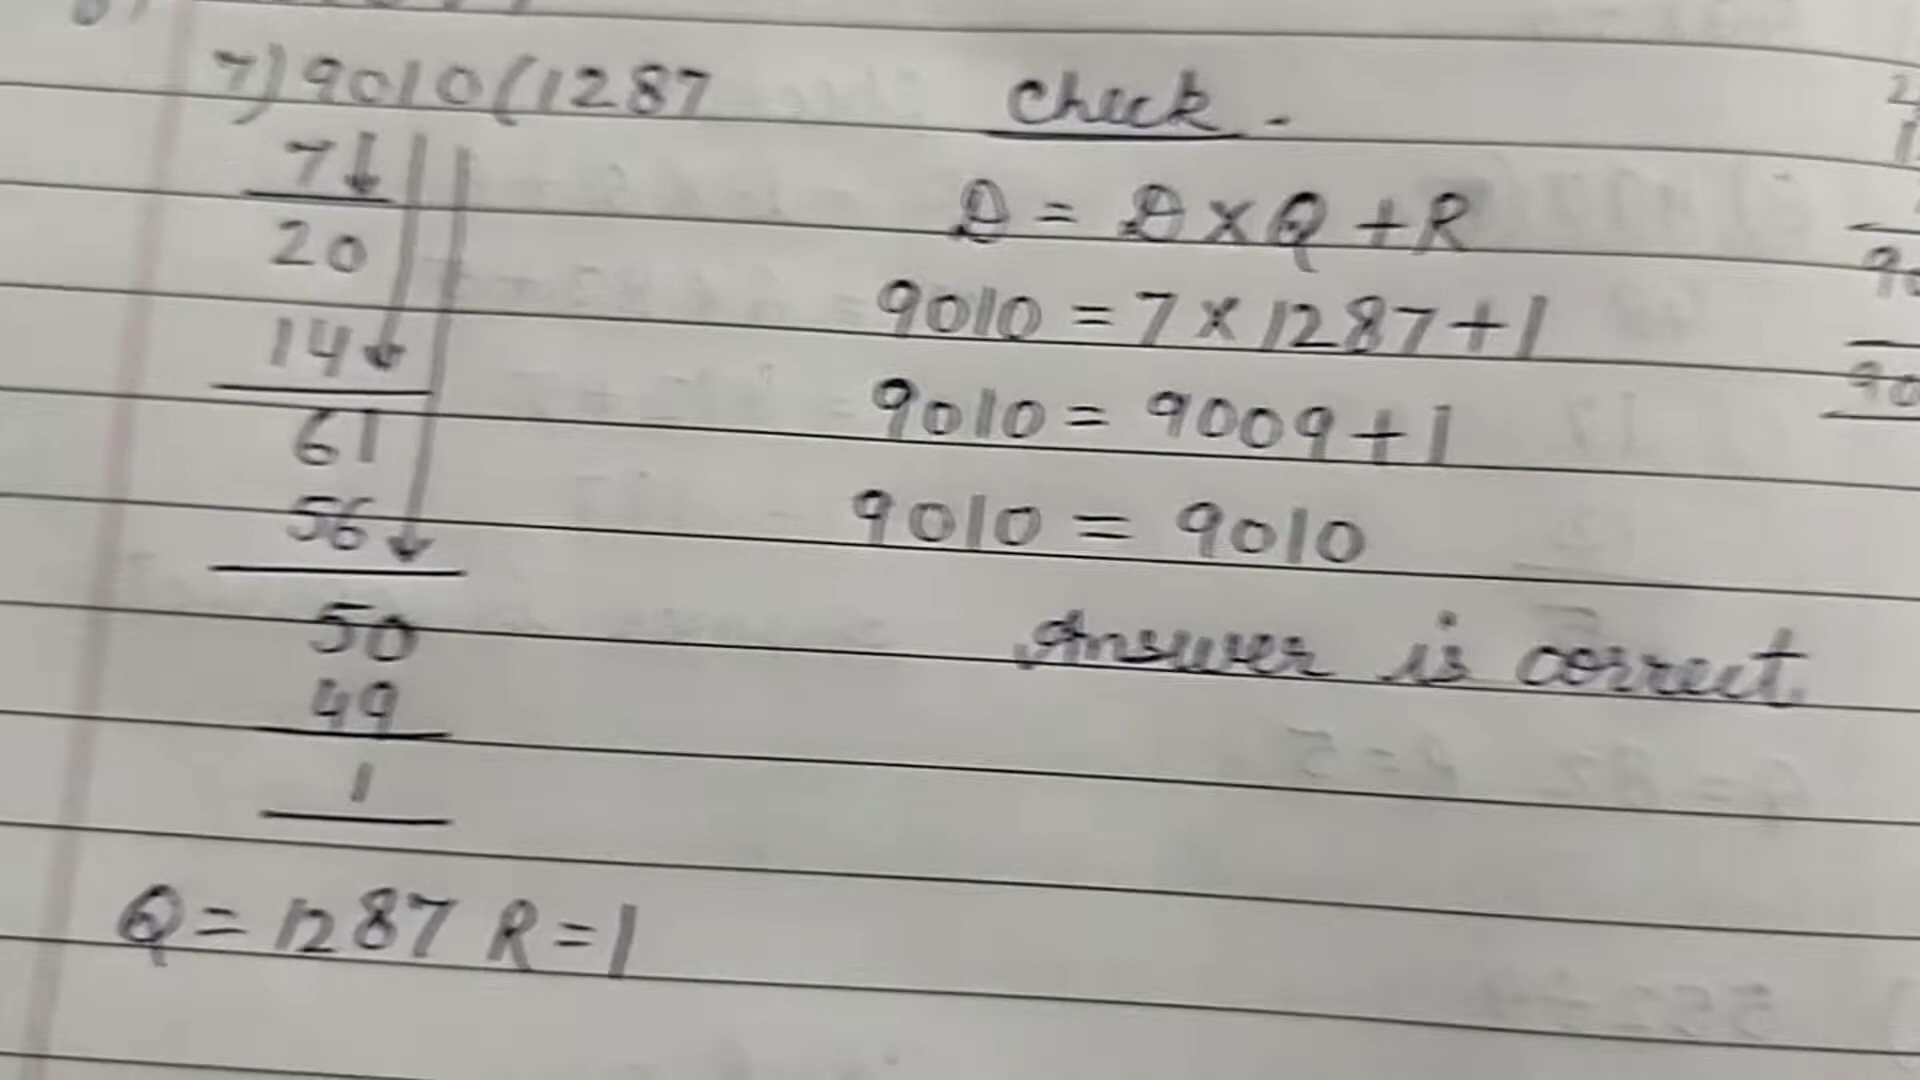 7)9010(1287
7
20
14
61
56
50
49
1
Q = 1287 R = 1
Check.
D = D × Q + R
9010 = 7 × 1287 + 1
9010 = 9009 + 1
9010 = 9010
Answer is correct.